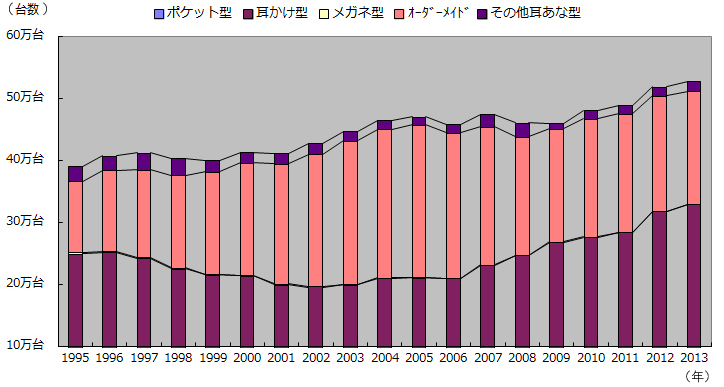 （台数）
ポケット型 耳かけ型 メガネ型 ｵｰﾀﾞｰﾒｲﾄﾞ その他耳あな型
60万台
50万台
40万台
30万台
20万台
10万台
1995 1996 1997 1998 1999 2000 2001 2002 2003 2004 2005 2006 2007 2008 2009 2010 2011 2012 2013
（年）